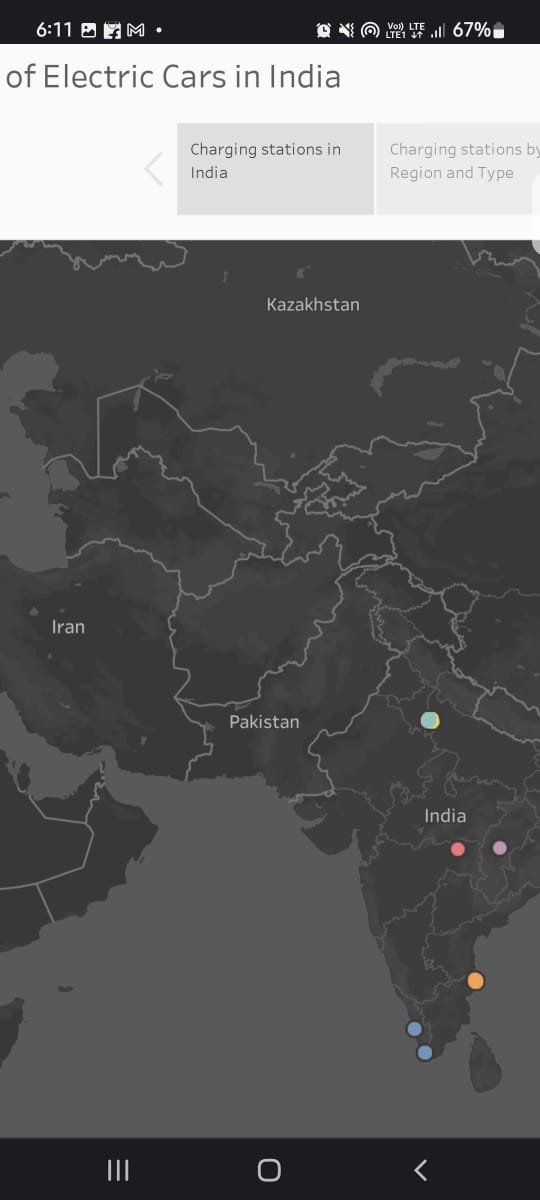 6:11
Vo)) LTE
LTE1
67%
of Electric Cars in India
Charging stations in
India
Charging stations by
Region and Type
Kazakhstan
Iran
Pakistan
India